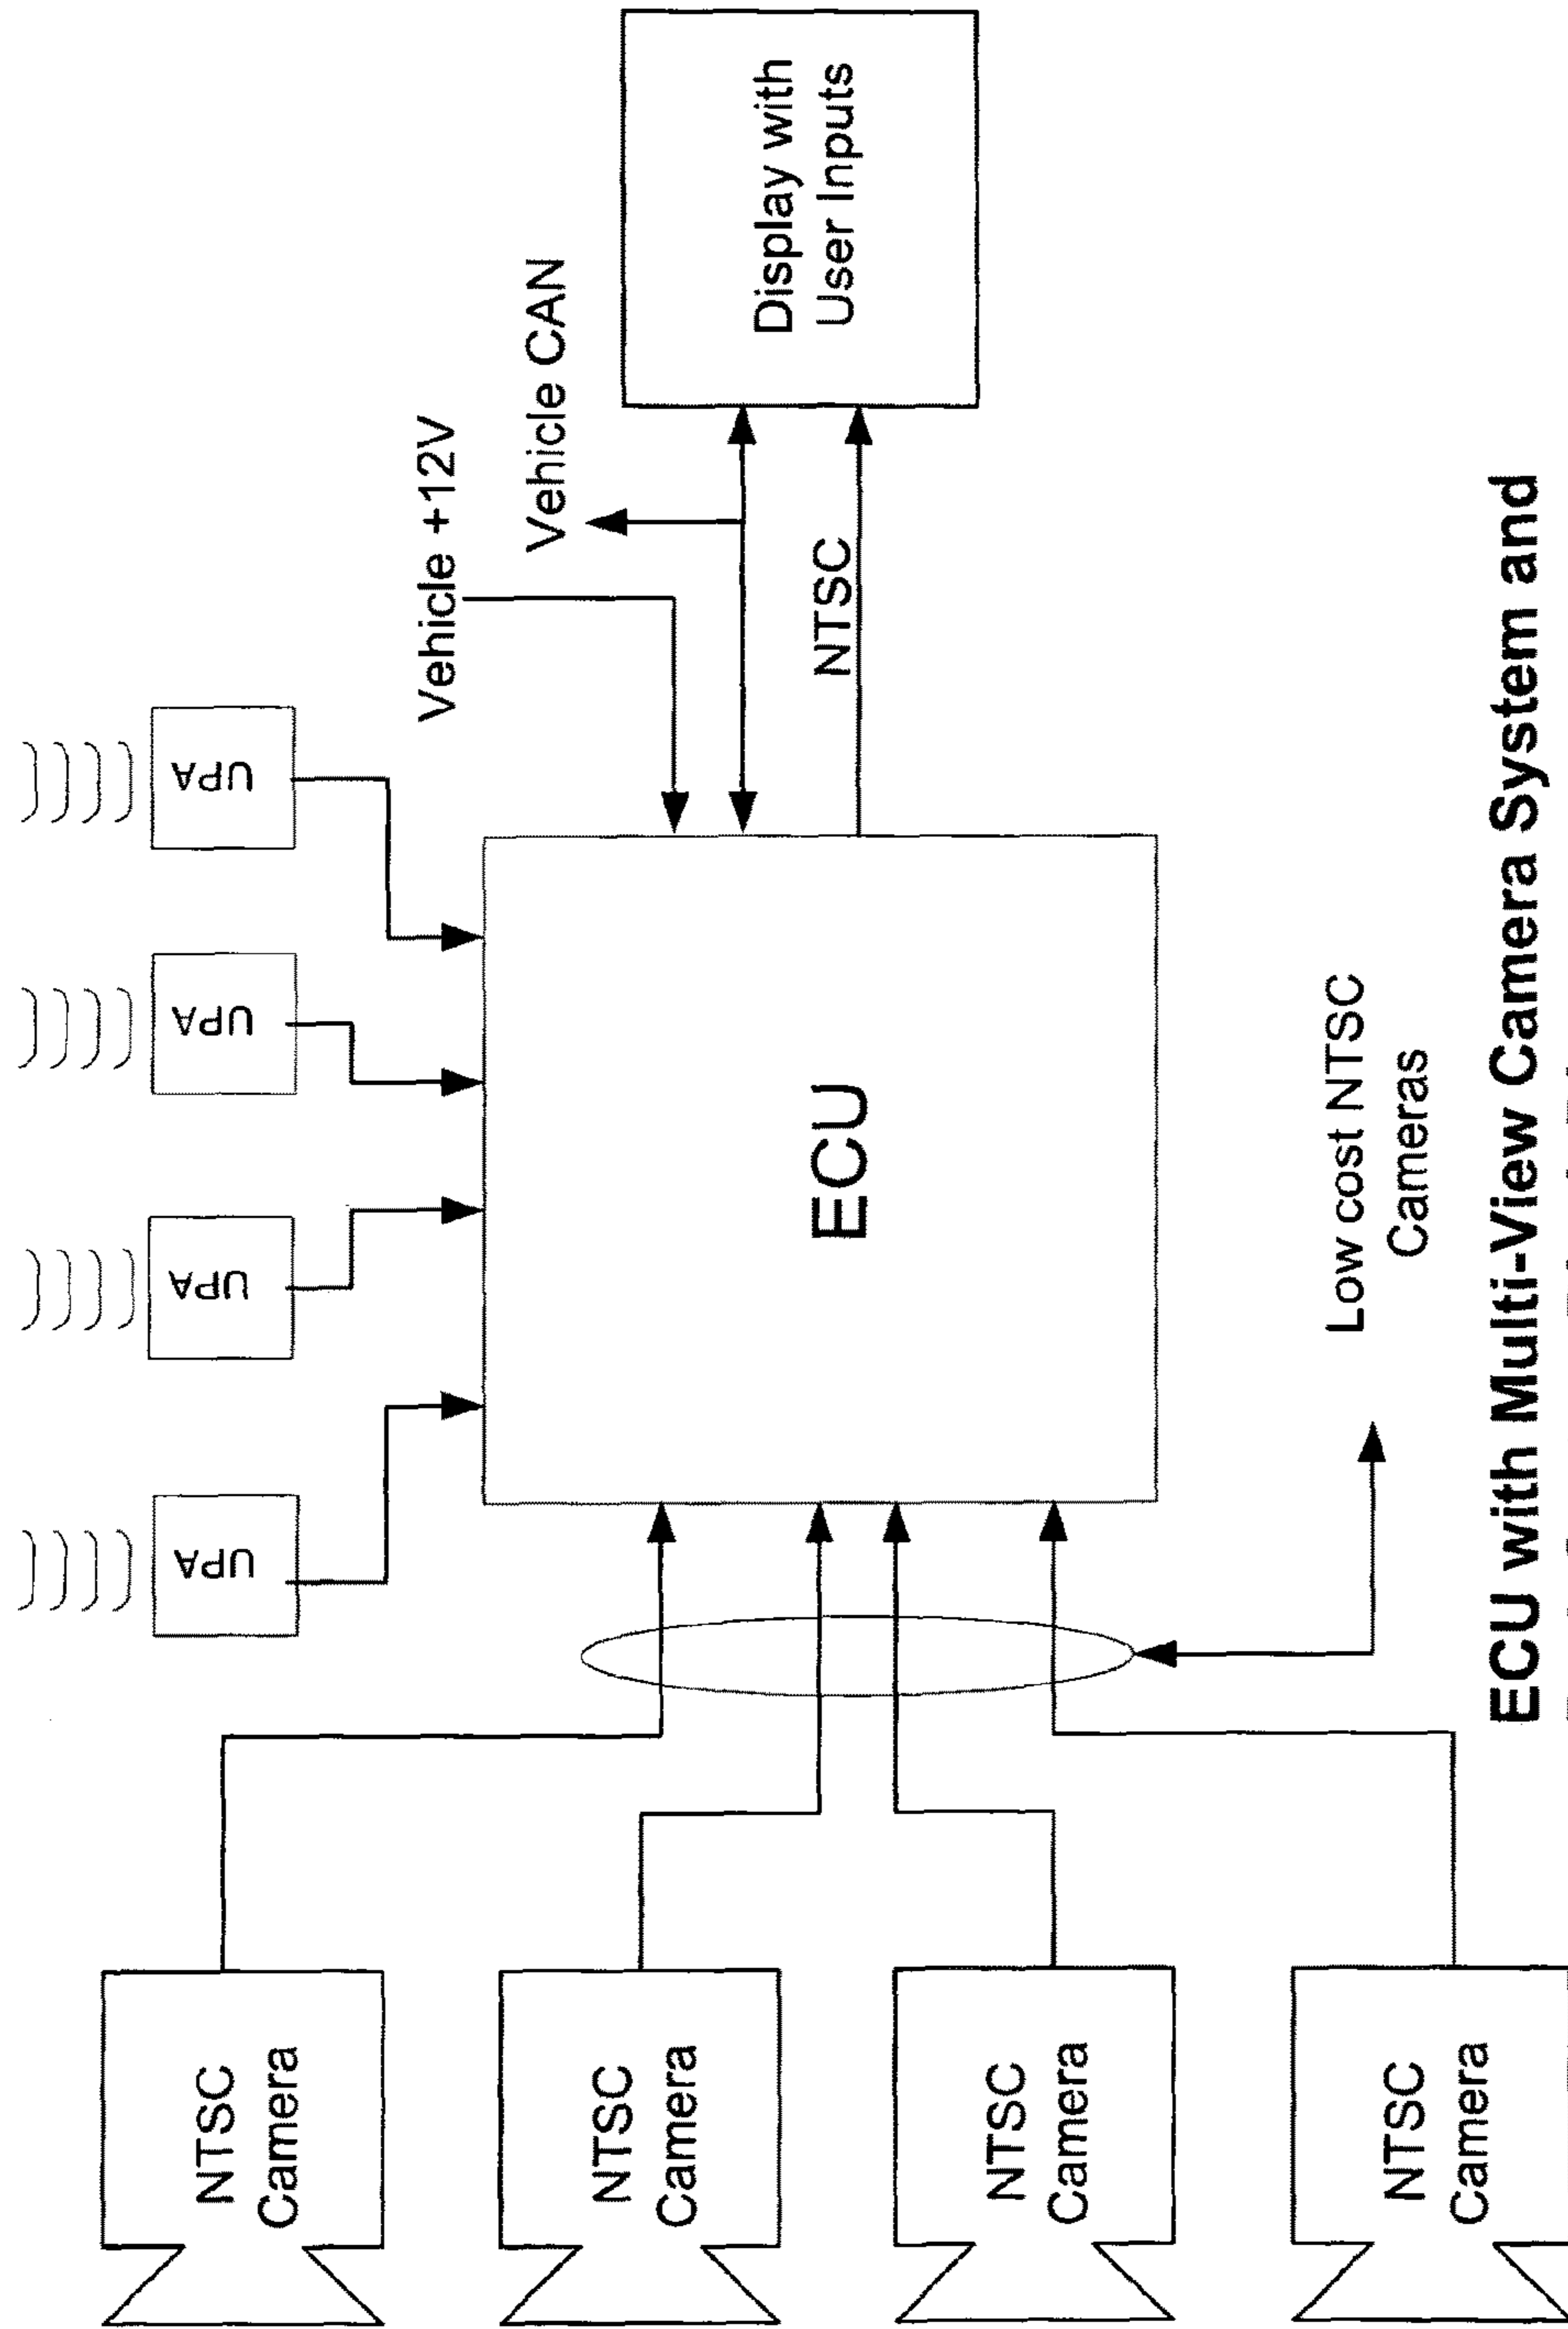 UPA
UPA
UPA
UPA
Vehicle +12V
Vehicle CAN
NTSC
Camera
NTSC
Camera
NTSC
Camera
NTSC
Camera
ECU
NTSC
Display with
User Inputs
Low cost NTSC
Cameras
ECU with Multi-View Camera System and